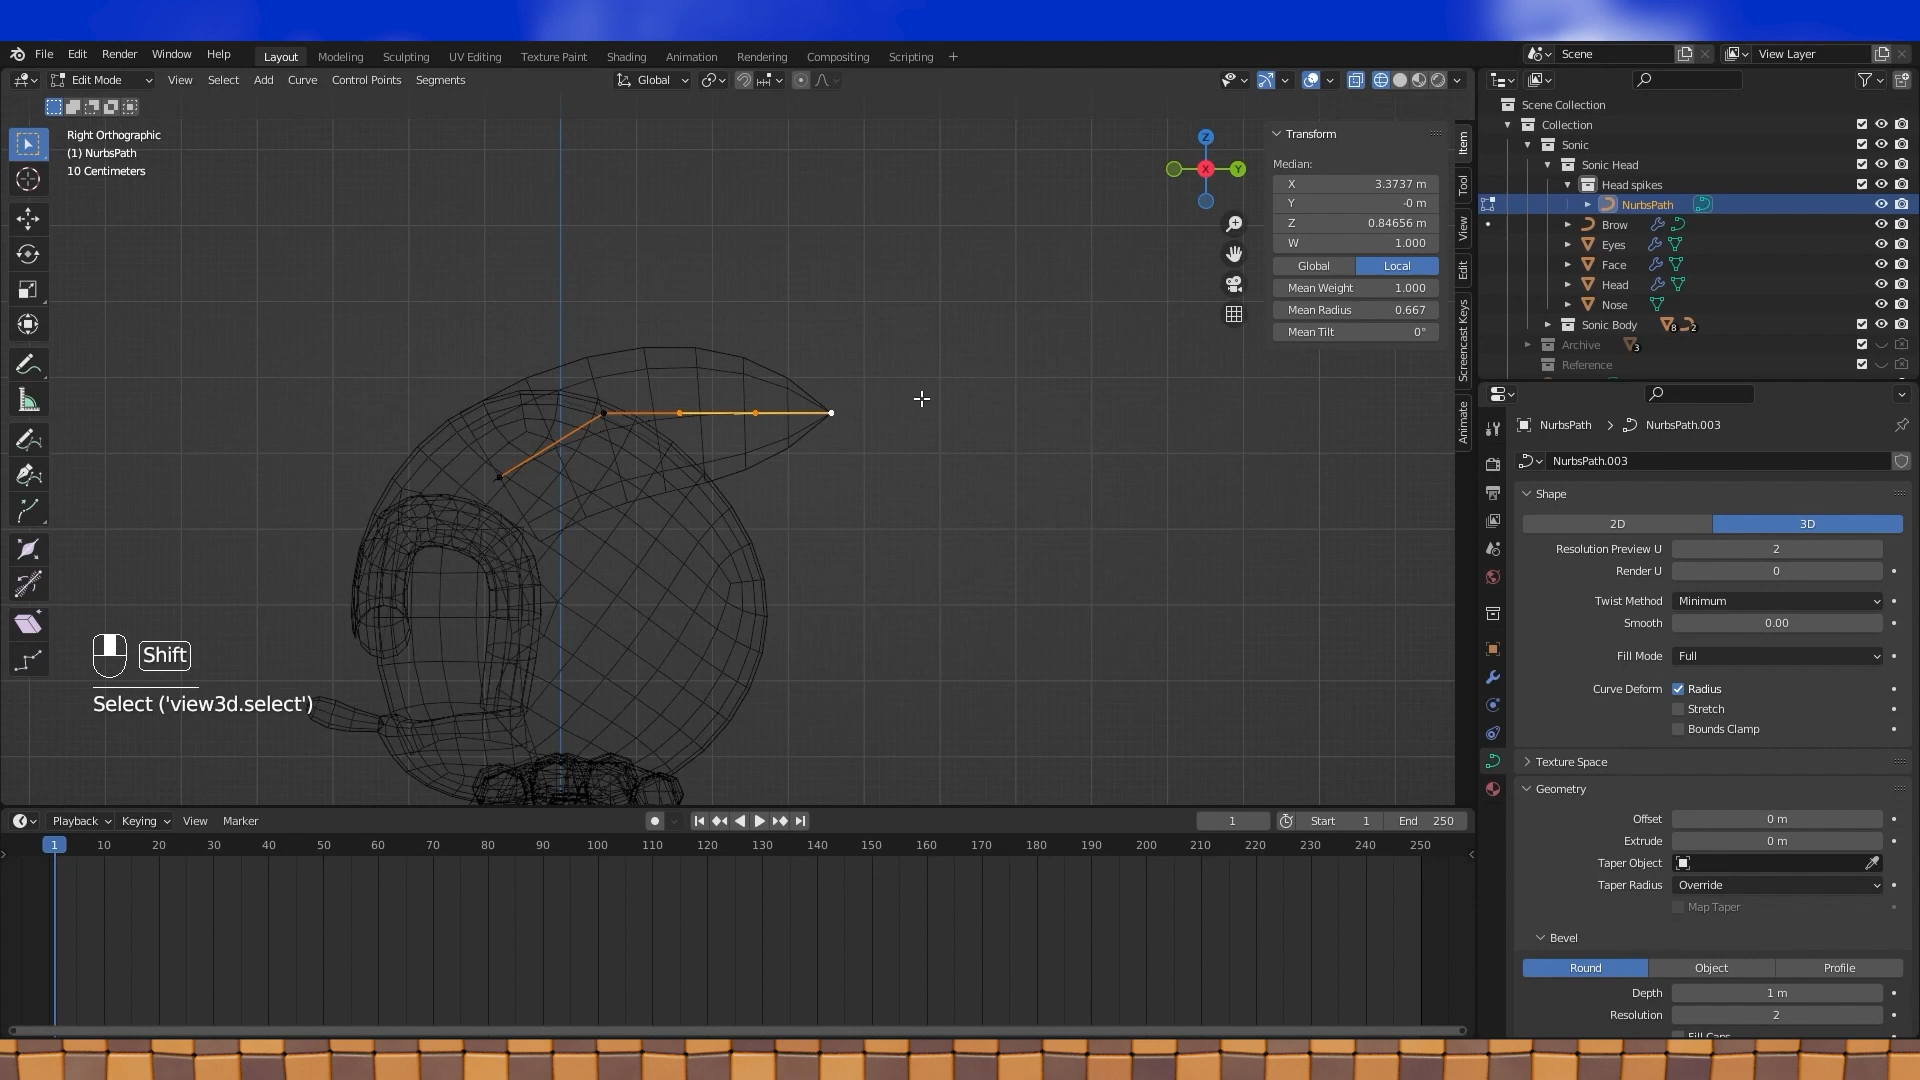 File Edit Render Window Help Layout Modeling Sculpting UV Editing Texture Paint Shading Animation Rendering Compositing Scripting + Scene View Layer
Edit Mode View Select Add Curve Control Points Segments Global
Right Orthographic
(1) NurbsPath
10 Centimeters
Z
Y
X
Transform
Median:
X 3.3737 m
Y -0 m
Z 0.84656 m
W 1.000
Global Local
Mean Weight 1.000
Mean Radius 0.667
Mean Tilt 0°
Item
Tool
View
Edit
Screencast Keys
Animate
Scene Collection
Collection
Sonic
Sonic Head
Head spikes
NurbsPath
Brow
Eyes
Face
Head
Nose
Sonic Body 8 2
Archive 3
Reference
NurbsPath > NurbsPath.003
NurbsPath.003
Shape
2D 3D
Resolution Preview U 2
Render U 0
Twist Method Minimum
Smooth 0.00
Fill Mode Full
Curve Deform Radius
Stretch
Bounds Clamp
Texture Space
Geometry
Offset 0 m
Extrude 0 m
Taper Object
Taper Radius Override
Map Taper
Bevel
Round Object Profile
Depth 1 m
Resolution 2
Fill Caps
Shift
Select ('view3d.select')
Playback Keying View Marker 1 Start 1 End 250
1 10 20 30 40 50 60 70 80 90 100 110 120 130 140 150 160 170 180 190 200 210 220 230 240 250